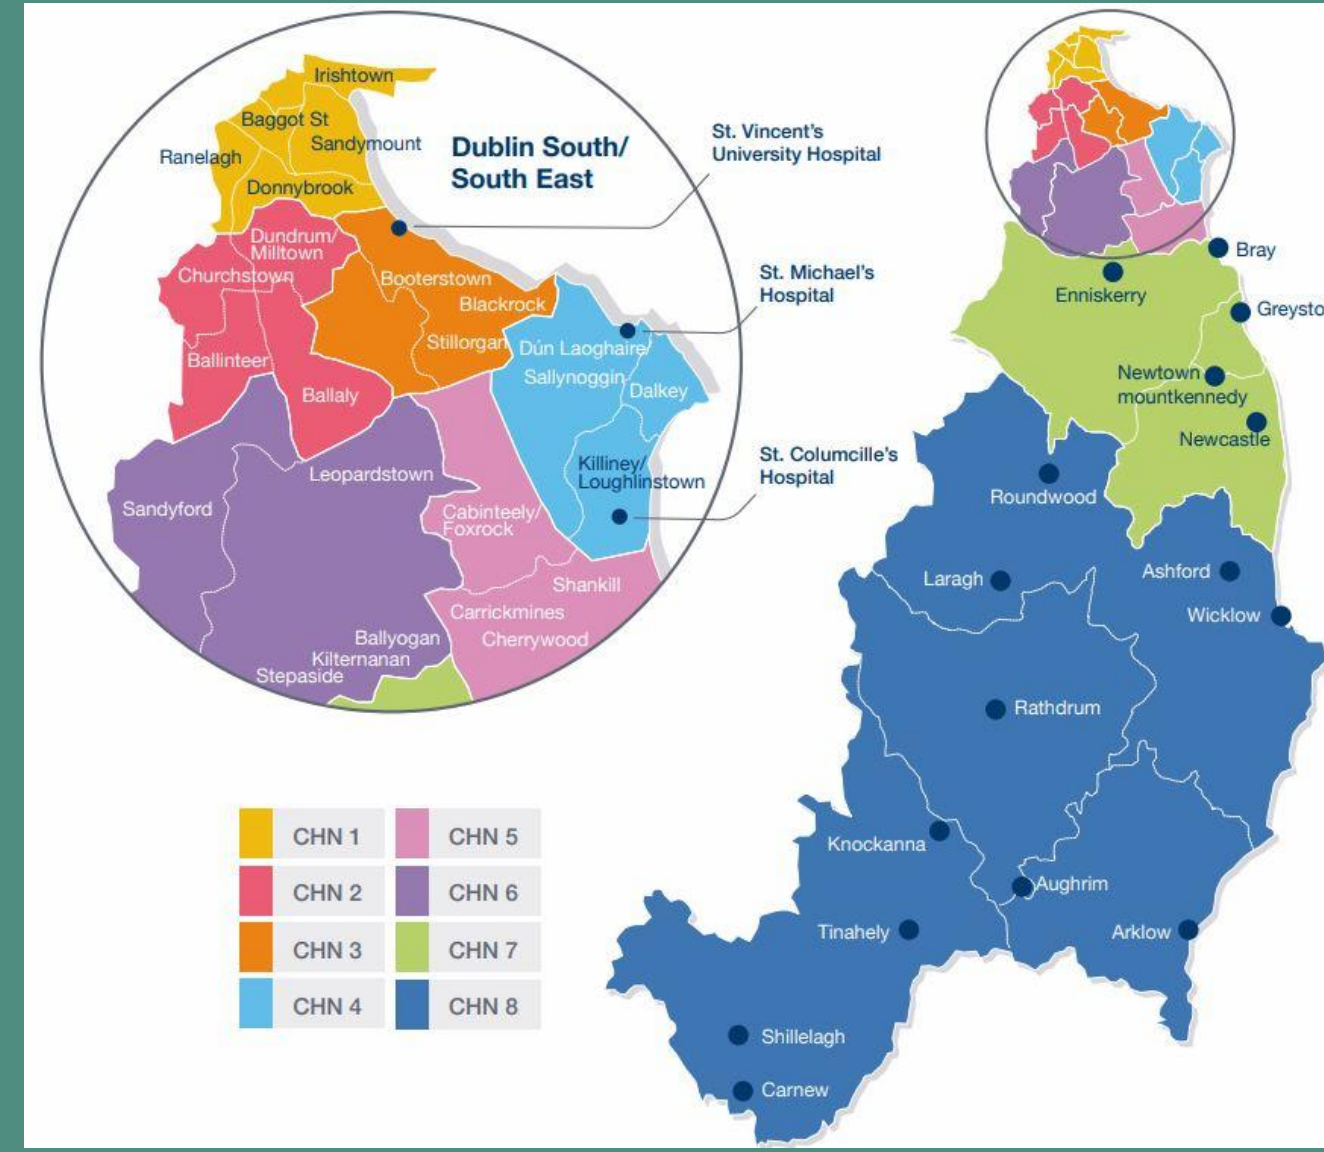 Irishtown
Baggot St
Sandymount
Ranelagh
Donnybrook
Dublin South/
South East
St. Vincent's
University Hospital
Dundrum/
Milltown
Churchstown
Booterstown
Blackrock
Stillorgan
Ballinteer
Ballaly
St. Michael's
Hospital
Dún Laoghaire/
Sallynoggin
Dalkey
Killiney/
Loughlinstown
St. Columcille's
Hospital
Leopardstown
Sandyford
Cabinteely/
Foxrock
Shankill
Carrickmines
Cherrywood
Ballyogan
Kilternanan
Stepaside
Bray
Enniskerry
Greysto
Newtown
mountkennedy
Newcastle
Roundwood
Laragh
Ashford
Wicklow
Rathdrum
Knockanna
Aughrim
Tinahely
Arklow
Shillelagh
Carnew
CHN 1
CHN 5
CHN 2
CHN 6
CHN 3
CHN 7
CHN 4
CHN 8